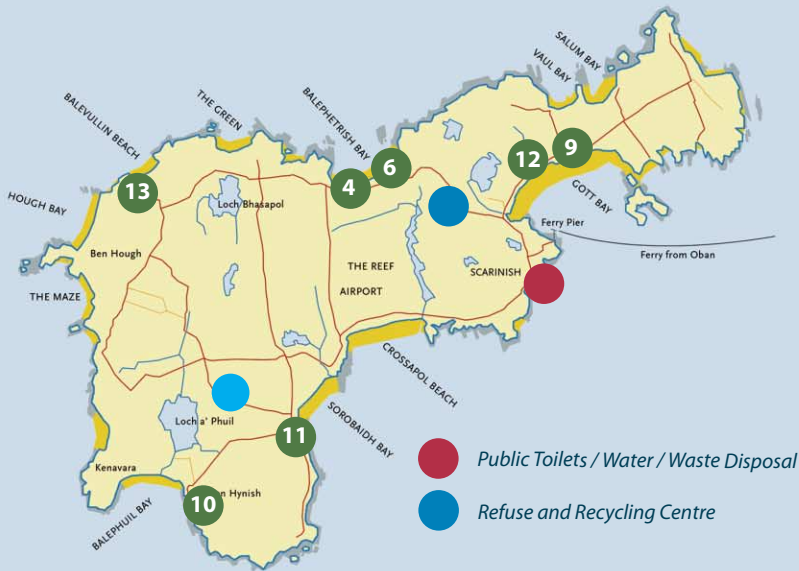 SALUM BAY
VAUL BAY
BALEPHETRISH BAY
THE GREEN
BALEVULLIN BEACH
HOUGH BAY
13
4
6
12
9
Loch Bhasapol
GOTT BAY
Ferry Pier
Ferry from Oban
Ben Hough
THE REEF
AIRPORT
SCARINISH
THE MAZE
CROSSAPOL BEACH
SOROBAIDH BAY
Loch a' Phuil
11
Kenavara
10
n Hynish
BALEPHUIL BAY
Public Toilets / Water / Waste Disposal
Refuse and Recycling Centre